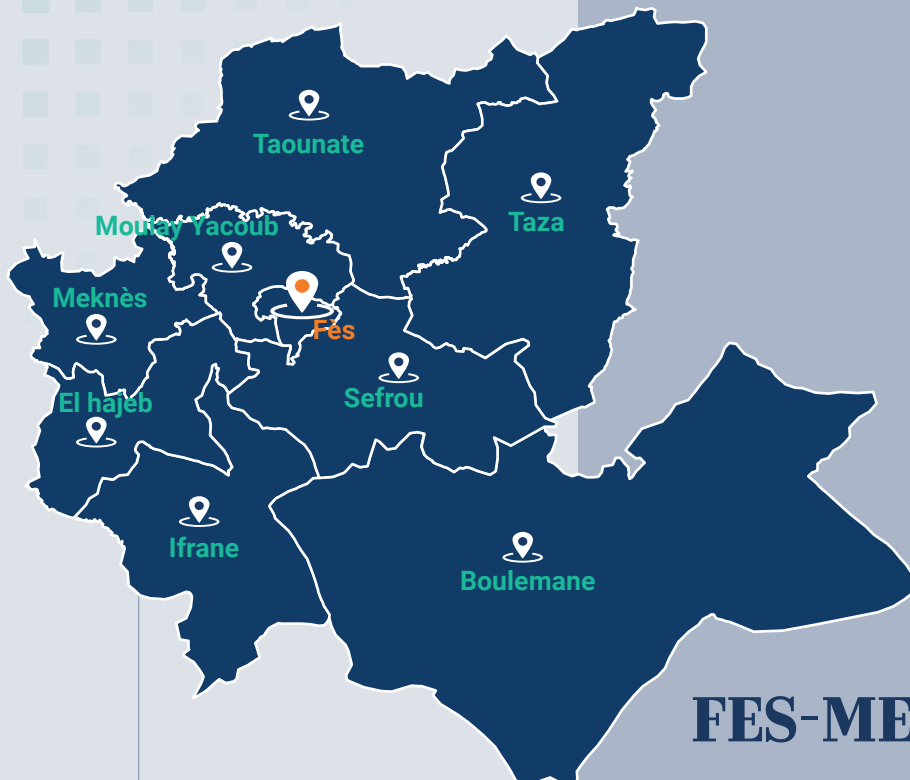 Taounate
Taza
Moulay Yacoub
Meknès
Fès
Sefrou
El hajeb
Ifrane
Boulemane
FES-ME